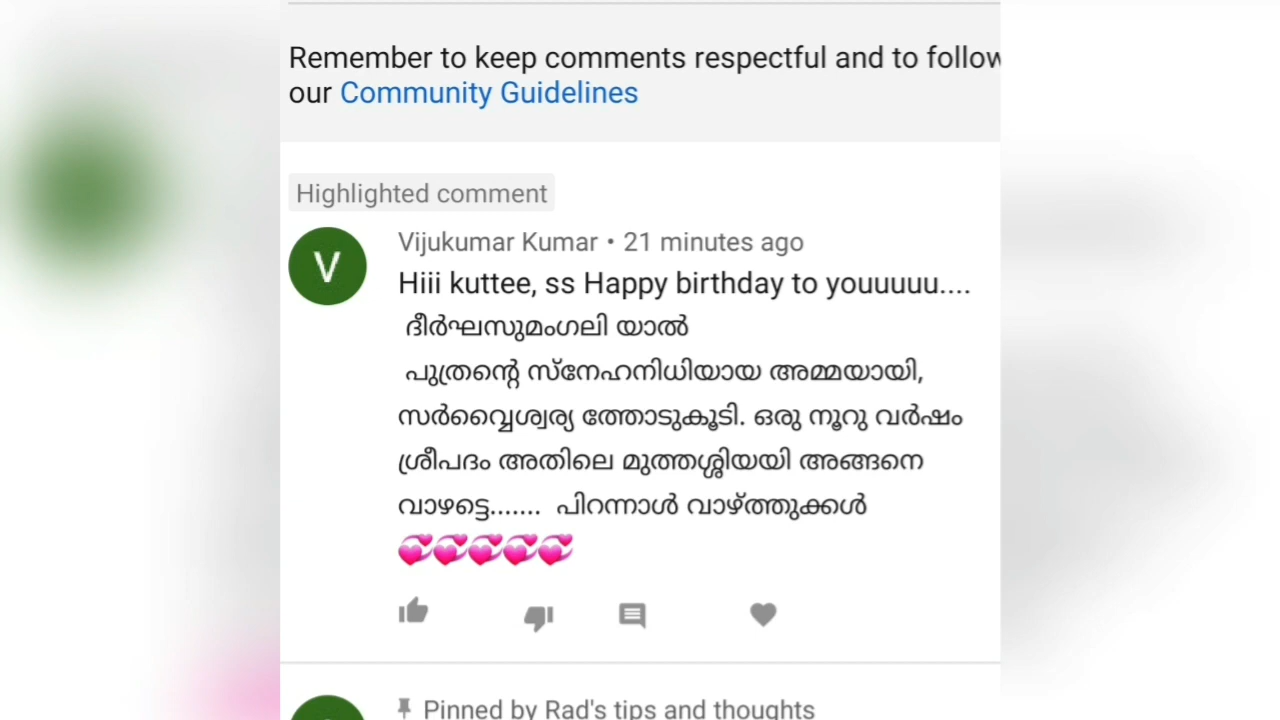 Remember to keep comments respectful and to follow
our Community Guidelines
Highlighted comment
V
Vijukumar Kumar • 21 minutes ago
Hiii kuttee, ss Happy birthday to youuuuu....
ദീർഘസുമംഗലി യാൽ
പുത്രന്റെ സ്നേഹനിധിയായ അമ്മയായി,
സർവ്വൈശ്വര്യ ത്തോടുകൂടി. ഒരു നൂറു വർഷം
ശ്രീപദം അതിലെ മുത്തശ്ശിയയി അങ്ങനെ
വാഴട്ടെ....... പിറന്നാൾ വാഴ്ത്തുക്കൾ
💞💞💞💞💞
Pinned by Rad's tips and thoughts